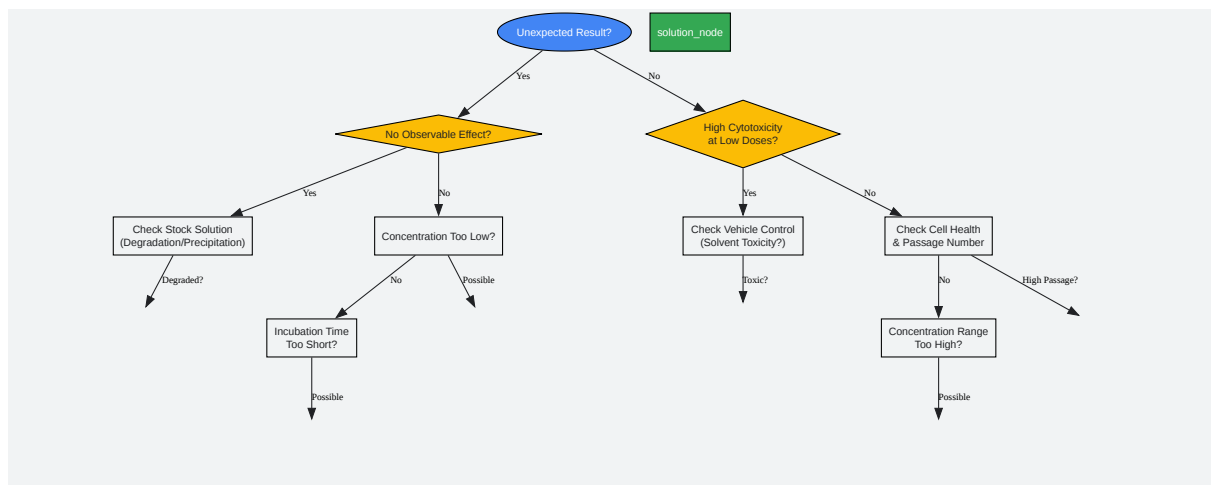 Unexpected Result?
solution_node
Yes
No
No Observable Effect?
High Cytotoxicity
at Low Doses?
Yes
No
Yes
No
Check Stock Solution
(Degradation/Precipitation)
Concentration Too Low?
Check Vehicle Control
(Solvent Toxicity?)
Check Cell Health
& Passage Number
Degraded?
No
Possible
Toxic?
No
High Passage?
Incubation Time
Too Short?
Concentration Range
Too High?
Possible
Possible